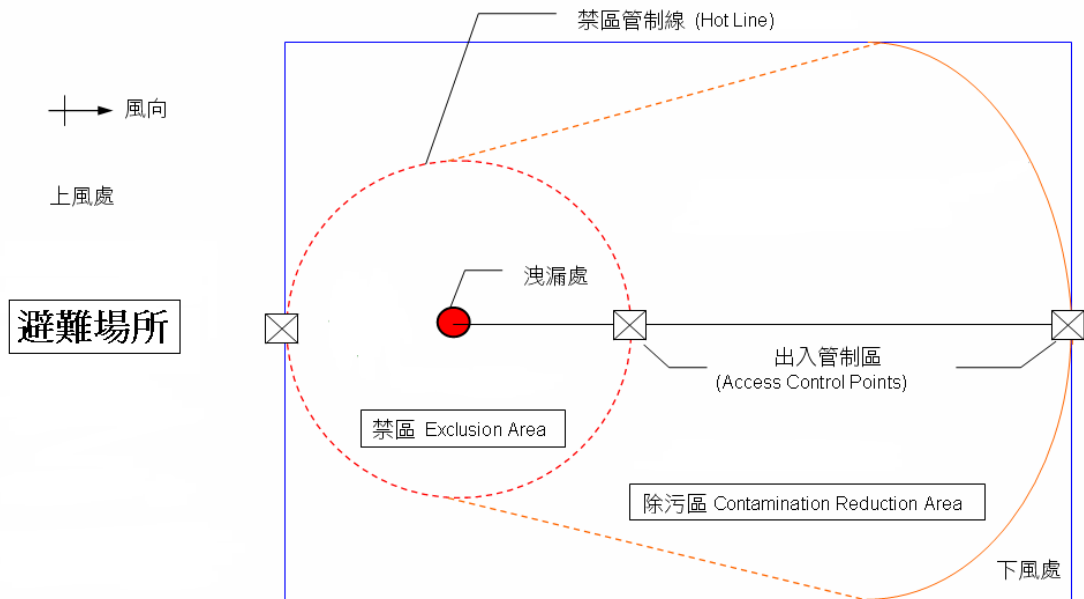 禁區管制線 (Hot Line)
風向
上風處
洩漏處
避難場所
出入管制區
(Access Control Points)
禁區 Exclusion Area
除污區 Contamination Reduction Area
下風處